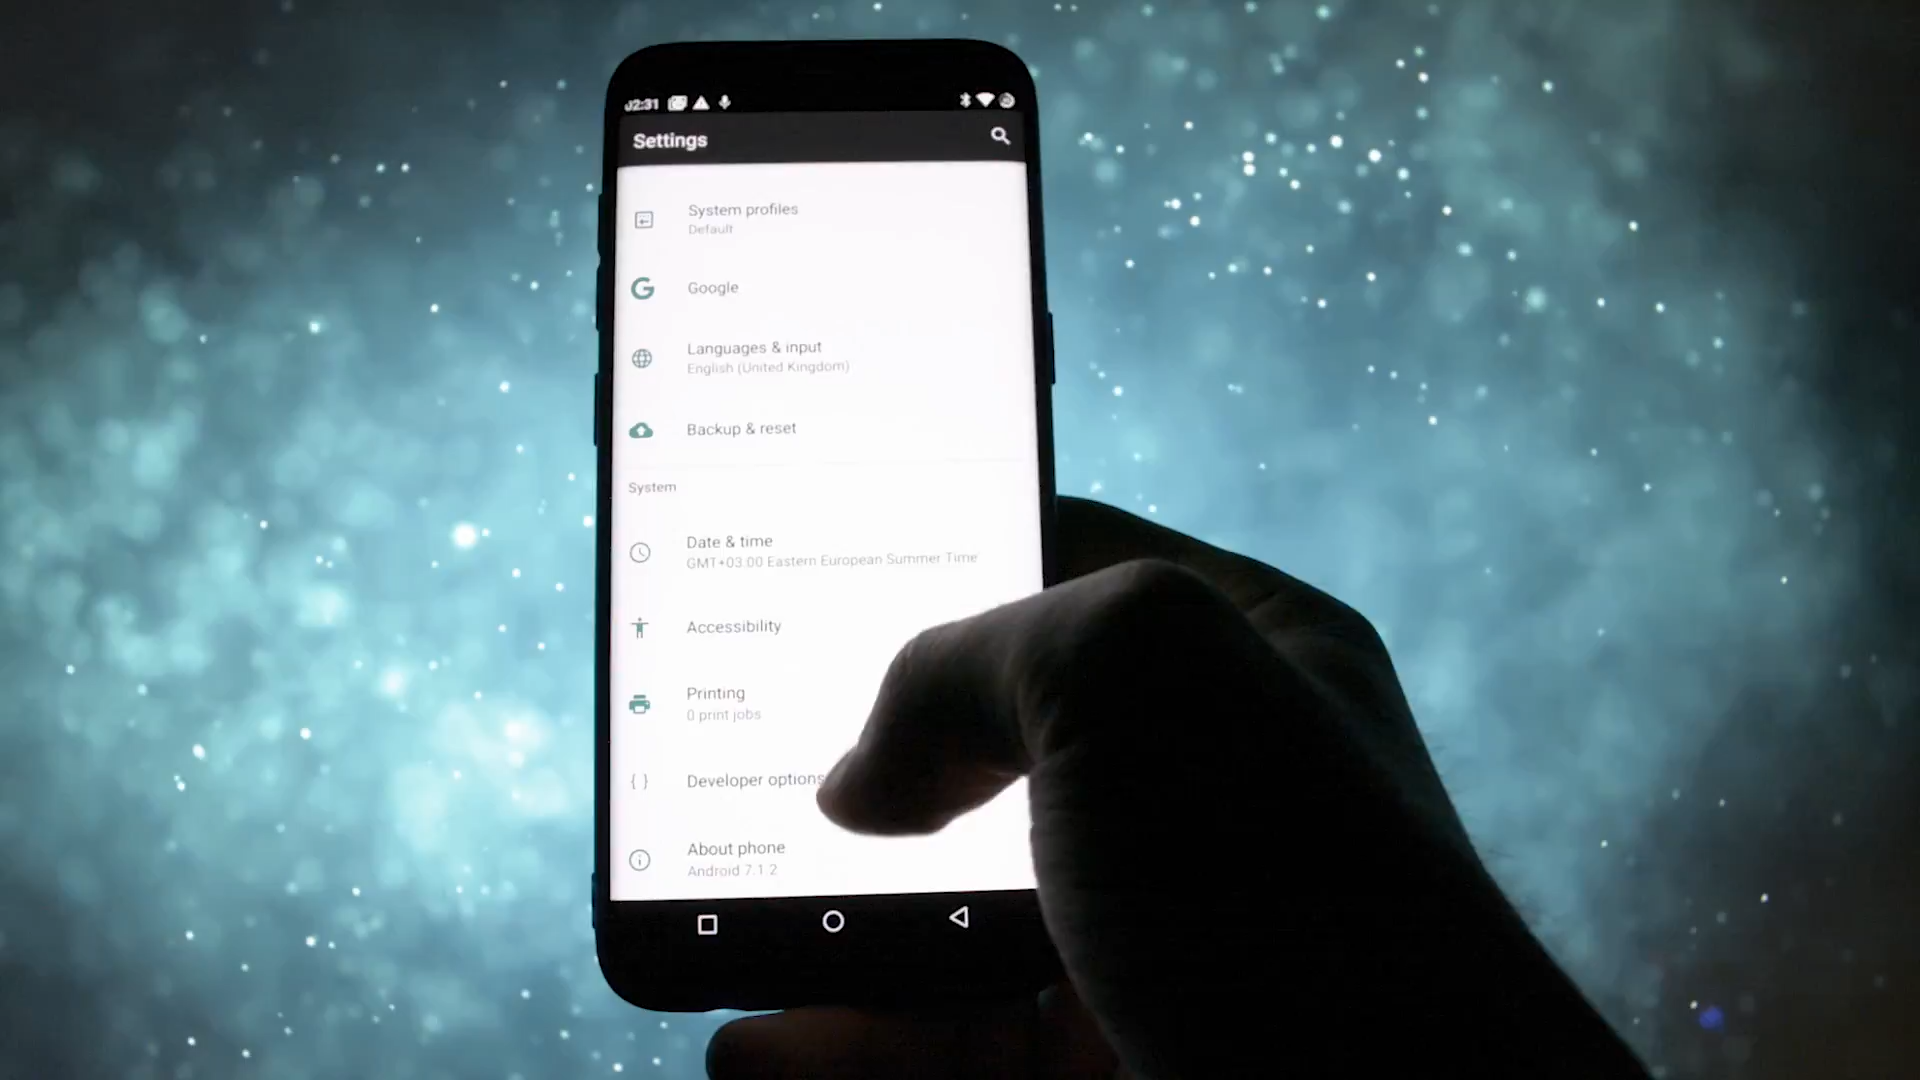 02:31
Settings
System profiles
Default
Google
Languages & input
English (United Kingdom)
Backup & reset
System
Date & time
GMT+03:00 Eastern European Summer Time
Accessibility
Printing
0 print jobs
Developer options
About phone
Android 7.1.2